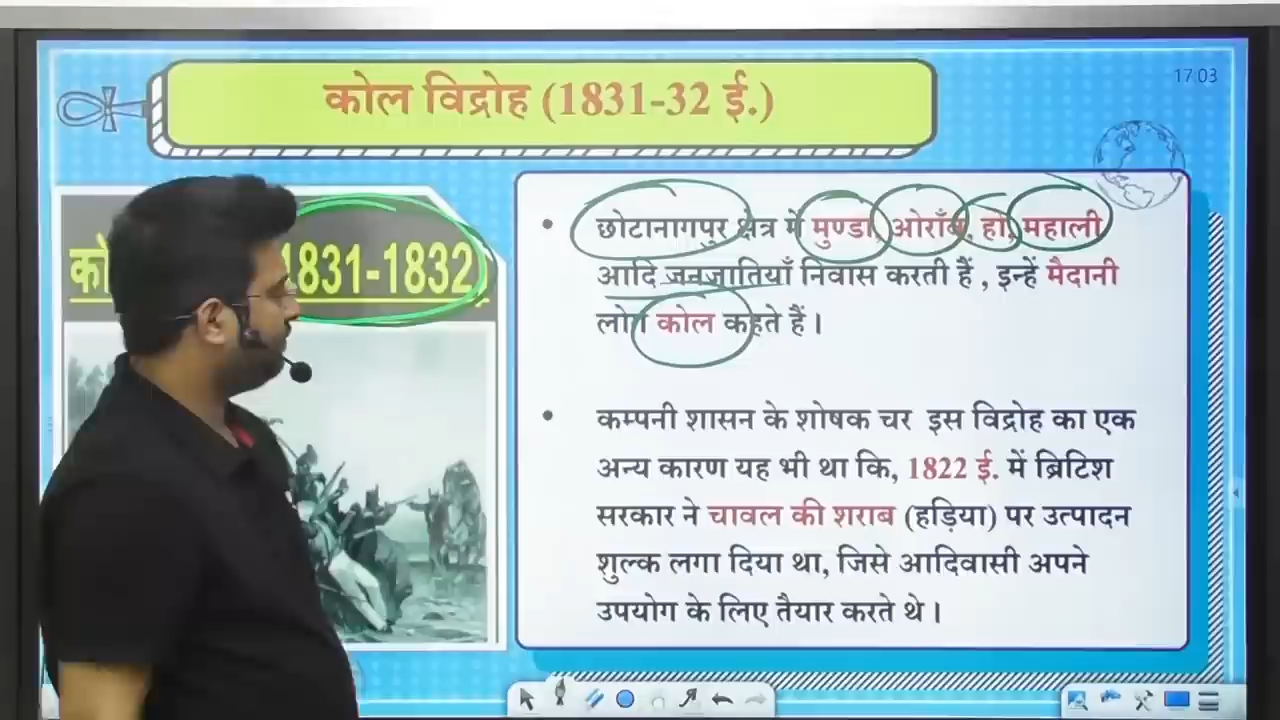 17:03
कोल विद्रोह (1831-32 ई.)
को 1831-1832)
छोटानागपुर क्षेत्र में मुण्डा, ओराँव, हो, महाली
आदि जनजातियाँ निवास करती हैं , इन्हें मैदानी
लोग कोल कहते हैं ।
कम्पनी शासन के शोषक चर इस विद्रोह का एक
अन्य कारण यह भी था कि, 1822 ई. में ब्रिटिश
सरकार ने चावल की शराब (हड़िया) पर उत्पादन
शुल्क लगा दिया था, जिसे आदिवासी अपने
उपयोग के लिए तैयार करते थे ।